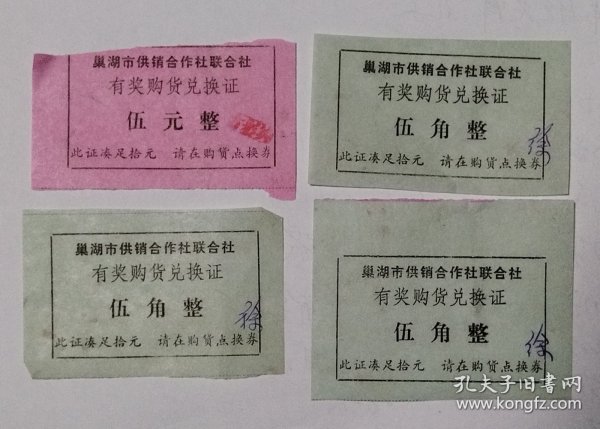 巢湖市供销合作社联合社
有奖购货兑换证
伍元整
此证凑足拾元 请在购货点换券
巢湖市供销合作社联合社
有奖购货兑换证
伍角整
此证凑足拾元 请在购货点换券
徐
巢湖市供销合作社联合社
有奖购货兑换证
伍角整
此证凑足拾元 请在购货点换券
徐
巢湖市供销合作社联合社
有奖购货兑换证
伍角整
此证凑足拾元 请在购货点换券
徐
孔夫子旧书网
www.kongfz.com